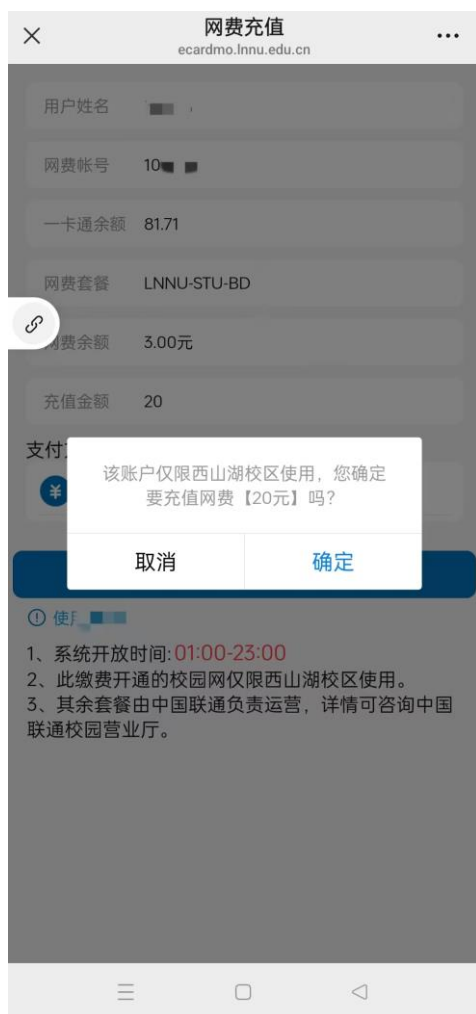 网费充值
ecardmo.lnnu.edu.cn
用户姓名
网费帐号 10
一卡通余额 81.71
网费套餐 LNNU-STU-BD
网费余额 3.00元
充值金额 20
支付
该账户仅限西山湖校区使用，您确定
要充值网费【20元】吗？
取消 确定
使
1、系统开放时间:01:00-23:00
2、此缴费开通的校园网仅限西山湖校区使用。
3、其余套餐由中国联通负责运营，详情可咨询中国
联通校园营业厅。